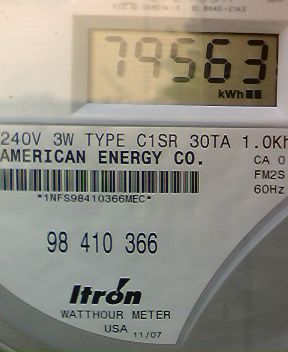 79563
kWh
240V 3W TYPE C1SR 30TA 1.0Kh
AMERICAN ENERGY CO.
CA 0
FM2S
60Hz
*1NFS98410366MEC*
98 410 366
Itrón
WATTHOUR METER
USA 11/07